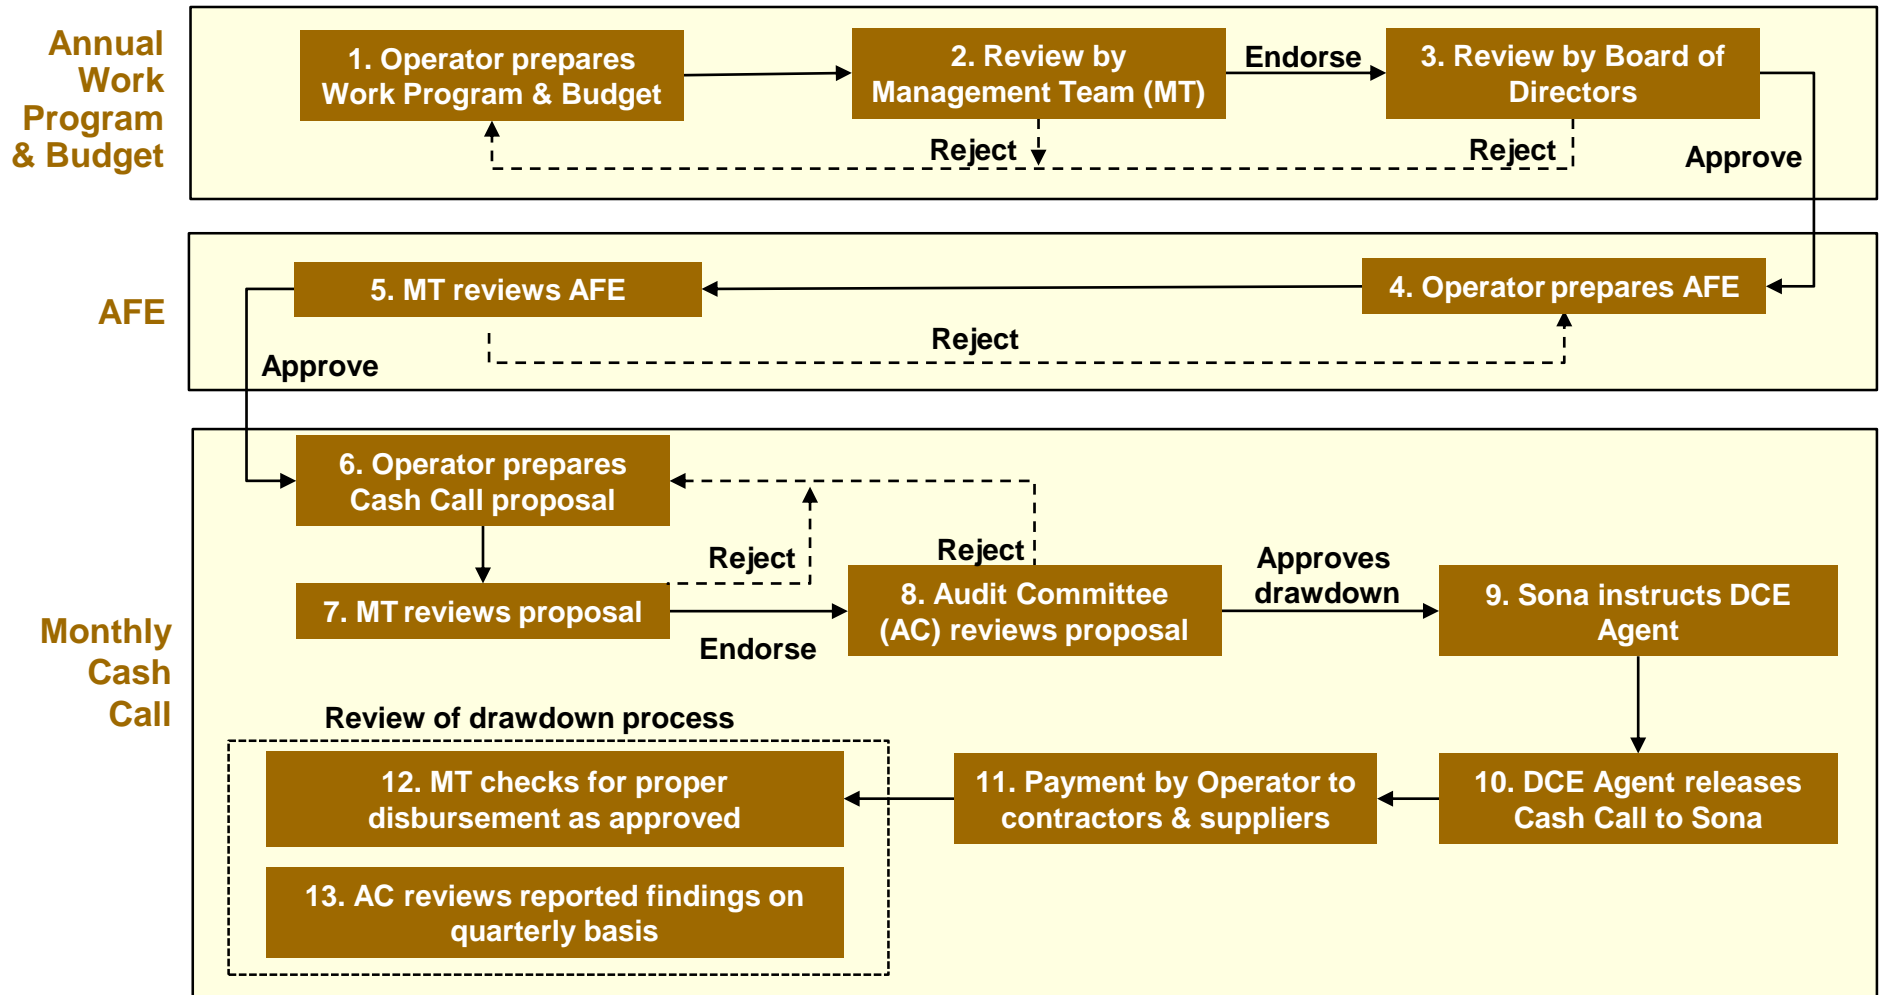 Annual
Work
Program
& Budget
1. Operator prepares
Work Program & Budget
2. Review by
Management Team (MT)
Endorse
3. Review by Board of
Directors
Reject
Reject
Approve
AFE
5. MT reviews AFE
4. Operator prepares AFE
Reject
Approve
Monthly
Cash
Call
6. Operator prepares
Cash Call proposal
Reject
Reject
7. MT reviews proposal
Endorse
8. Audit Committee
(AC) reviews proposal
Approves
drawdown
9. Sona instructs DCE
Agent
Review of drawdown process
12. MT checks for proper
disbursement as approved
11. Payment by Operator to
contractors & suppliers
10. DCE Agent releases
Cash Call to Sona
13. AC reviews reported findings on
quarterly basis